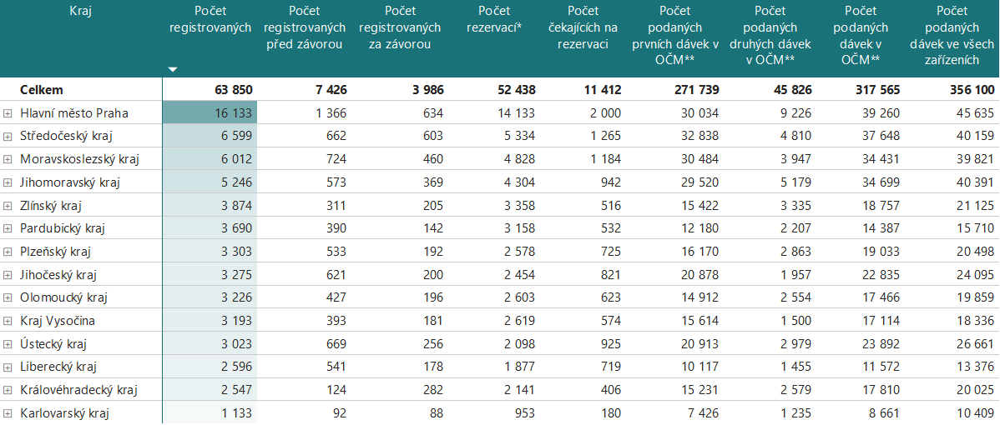 Kraj Počet registrovaných Počet registrovaných před závorou Počet registrovaných za závorou Počet rezervací* Počet čekajících na rezervaci Počet podaných prvních dávek v OČM** Počet podaných druhých dávek v OČM** Počet podaných dávek v OČM** Počet podaných dávek ve všech zařízeních
Celkem 63 850 7 426 3 986 52 438 11 412 271 739 45 826 317 565 356 100
Hlavní město Praha 16 133 1 366 634 14 133 2 000 30 034 9 226 39 260 45 635
Středočeský kraj 6 599 662 603 5 334 1 265 32 838 4 810 37 648 40 159
Moravskoslezský kraj 6 012 724 460 4 828 1 184 30 484 3 947 34 431 39 821
Jihomoravský kraj 5 246 573 369 4 304 942 29 520 5 179 34 699 40 391
Zlínský kraj 3 874 311 205 3 358 516 15 422 3 335 18 757 21 125
Pardubický kraj 3 690 390 142 3 158 532 12 180 2 207 14 387 15 710
Plzeňský kraj 3 303 533 192 2 578 725 16 170 2 863 19 033 20 498
Jihočeský kraj 3 275 621 200 2 454 821 20 878 1 957 22 835 24 095
Olomoucký kraj 3 226 427 196 2 603 623 14 912 2 554 17 466 19 859
Kraj Vysočina 3 193 393 181 2 619 574 15 614 1 500 17 114 18 336
Ústecký kraj 3 023 669 256 2 098 925 20 913 2 979 23 892 26 661
Liberecký kraj 2 596 541 178 1 877 719 10 117 1 455 11 572 13 376
Královéhradecký kraj 2 547 124 282 2 141 406 15 231 2 579 17 810 20 025
Karlovarský kraj 1 133 92 88 953 180 7 426 1 235 8 661 10 409